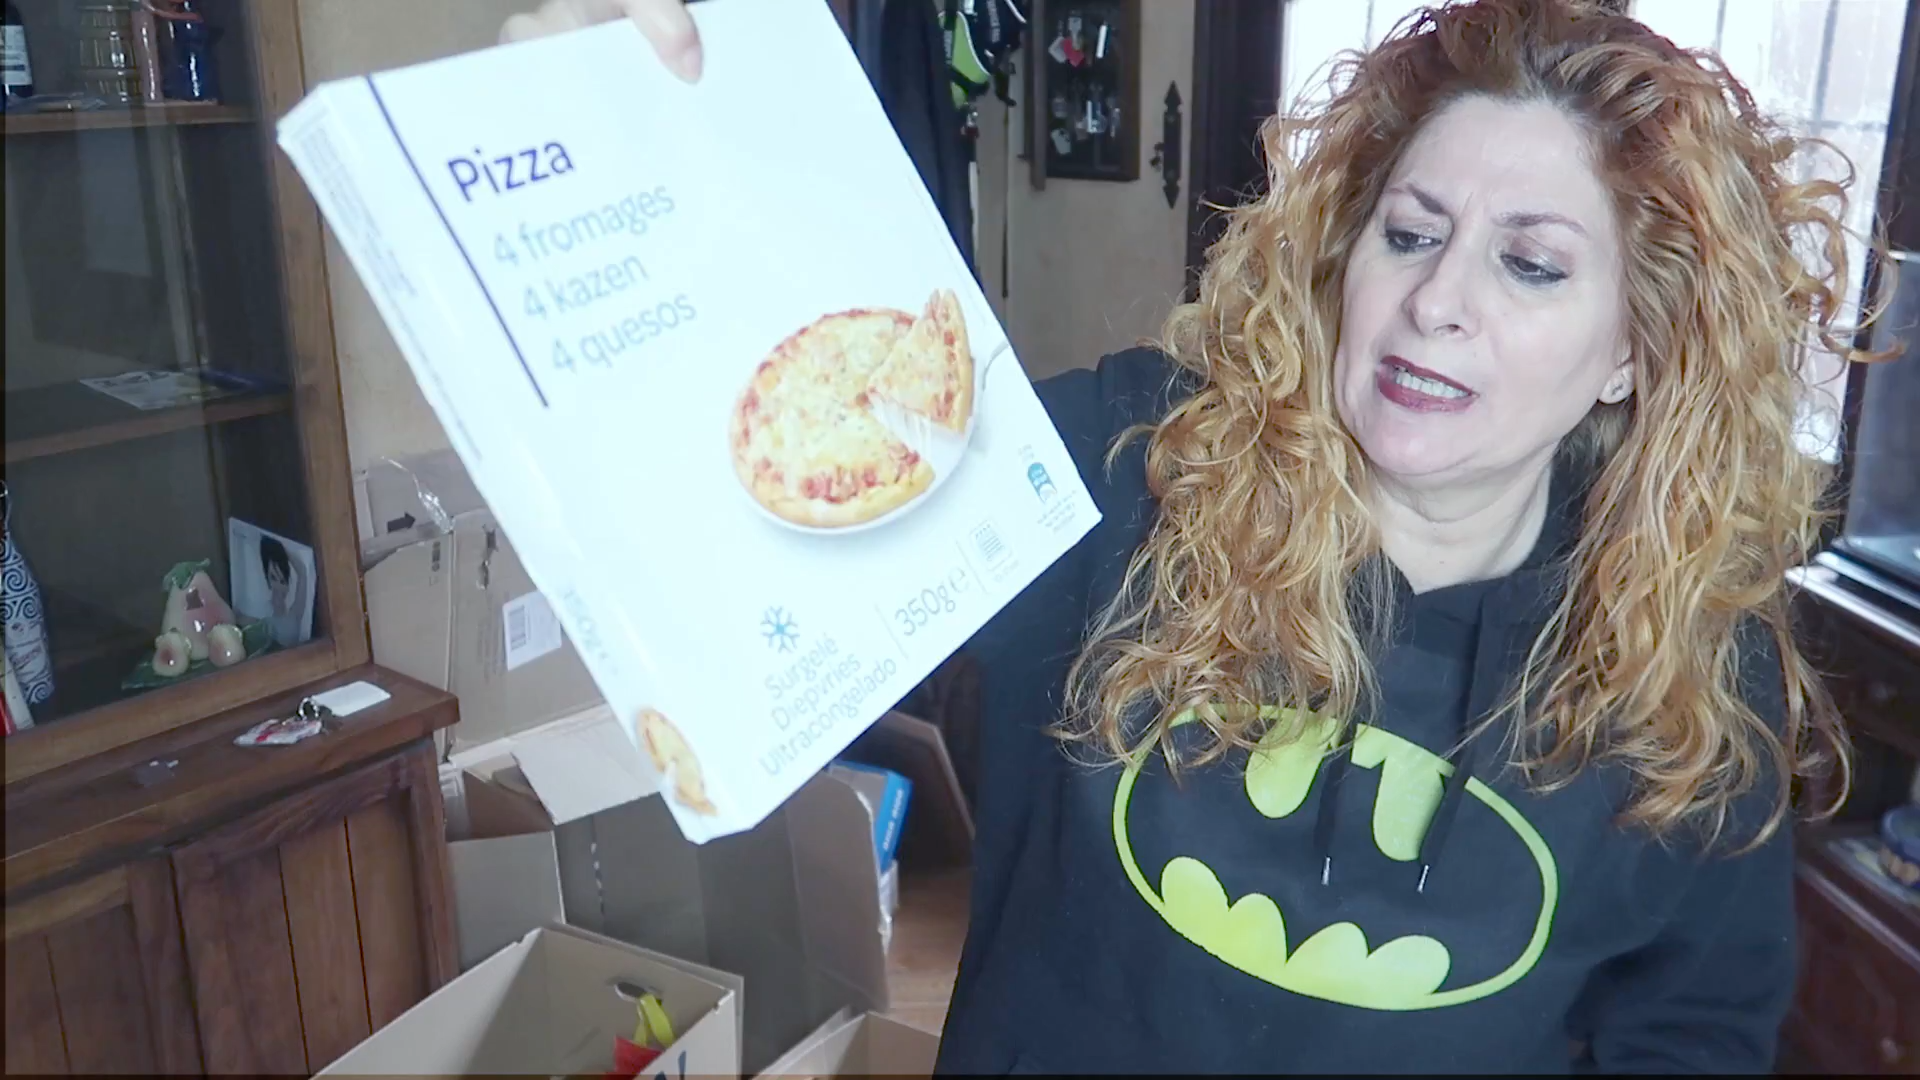 Pizza
4 fromages
4 kazen
4 quesos
Surgelé
Diepvries
Ultracongelado
350g e